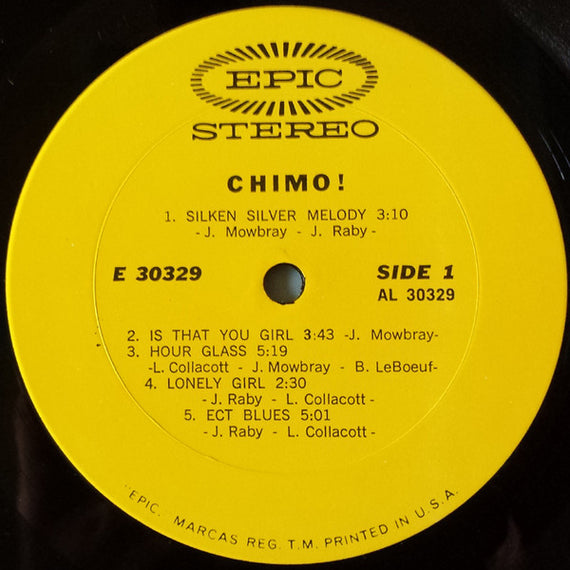 EPIC
STEREO
CHIMO!
1. SILKEN SILVER MELODY 3:10
-J. Mowbray - J. Raby-
E 30329
SIDE 1
AL 30329
2. IS THAT YOU GIRL 3:43 -J. Mowbray-
3. HOUR GLASS 5:19
-L. Collacott - J. Mowbray - B. LeBoeuf-
4. LONELY GIRL 2:30
-J. Raby - L. Collacott-
5. ECT BLUES 5:01
-J. Raby - L. Collacott-
"EPIC. MARCAS REG. T.M. PRINTED IN U.S.A.